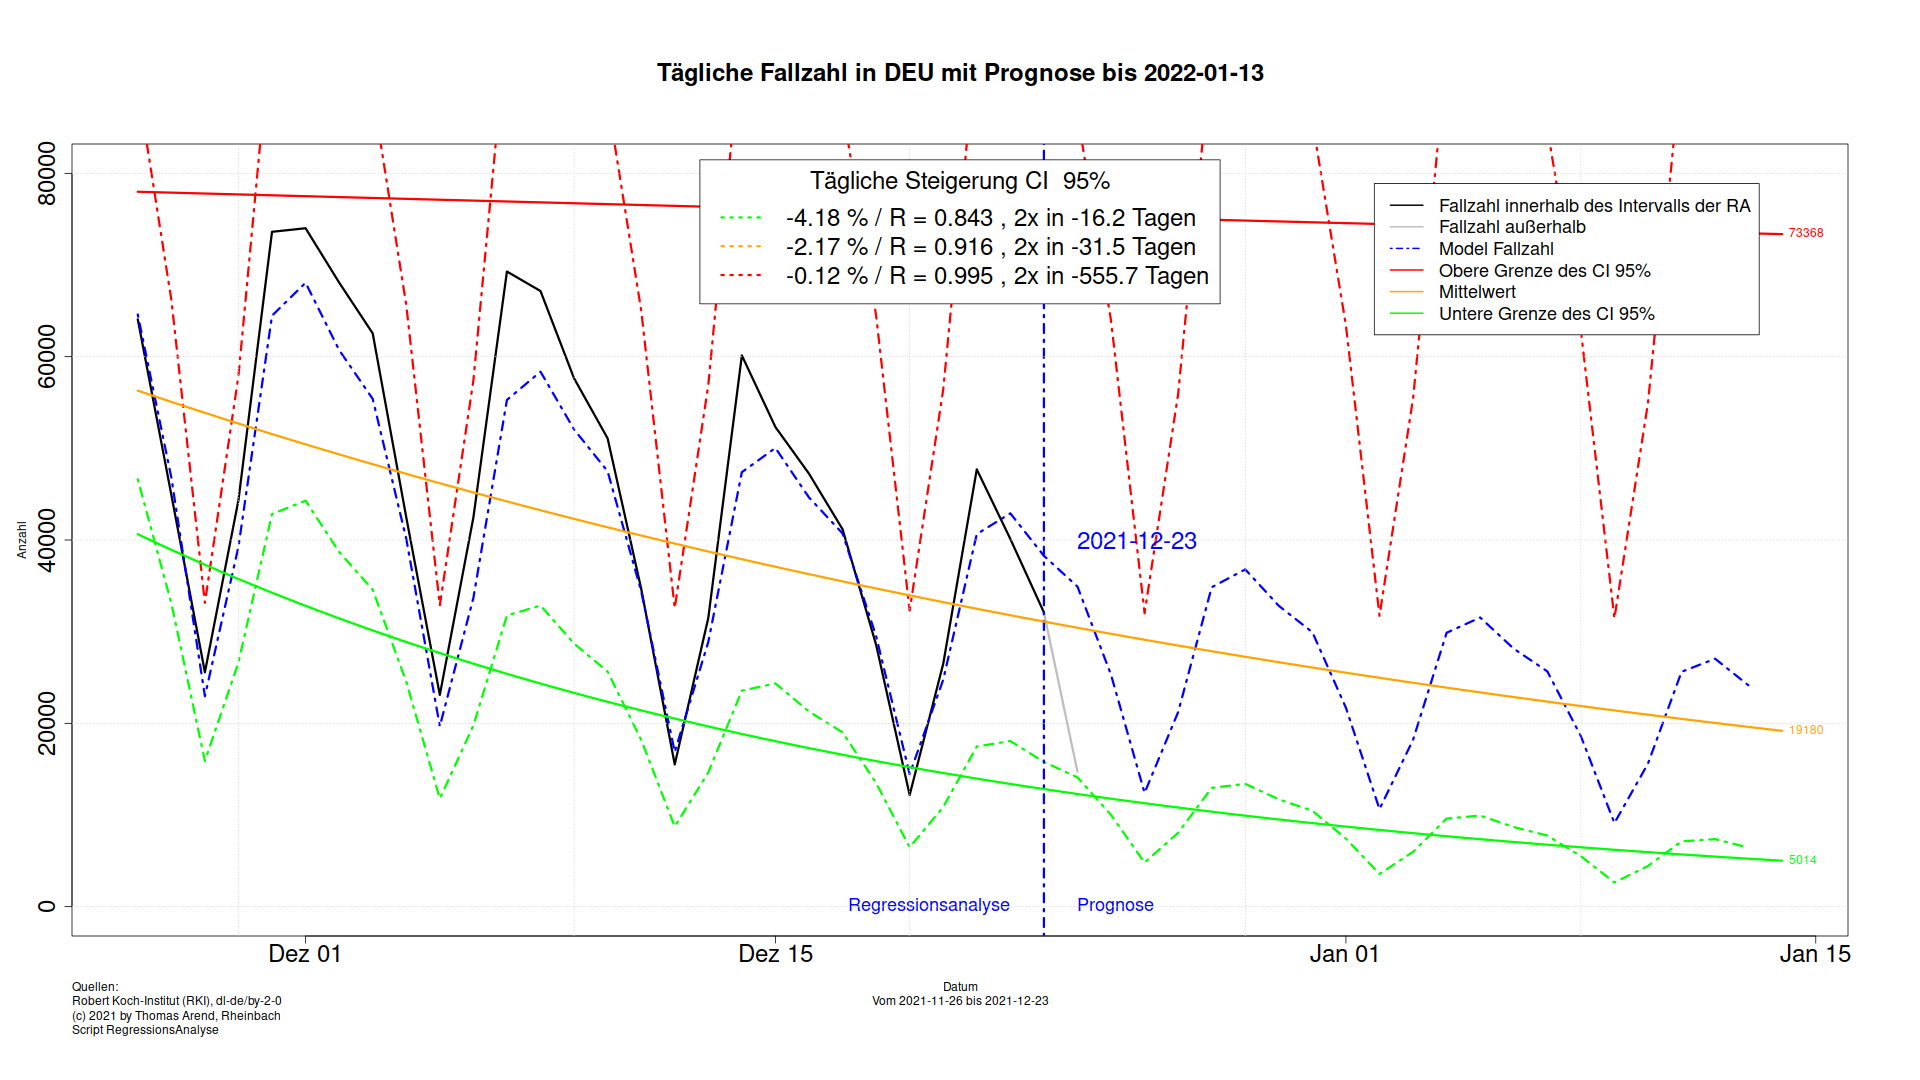 Tägliche Fallzahl in DEU mit Prognose bis 2022-01-13
Tägliche Steigerung CI  95%
-4.18 % / R = 0.843 , 2x in -16.2 Tagen
-2.17 % / R = 0.916 , 2x in -31.5 Tagen
-0.12 % / R = 0.995 , 2x in -555.7 Tagen
Fallzahl innerhalb des Intervalls der RA
Fallzahl außerhalb
Model Fallzahl
Obere Grenze des CI 95%
Mittelwert
Untere Grenze des CI 95%
73368
19180
5014
2021-12-23
Regressionsanalyse
Prognose
Anzahl
80000
60000
40000
20000
0
Dez 01
Dez 15
Jan 01
Jan 15
Datum
Vom 2021-11-26 bis 2021-12-23
Quellen:
Robert Koch-Institut (RKI), dl-de/by-2-0
(c) 2021 by Thomas Arend, Rheinbach
Script RegressionsAnalyse